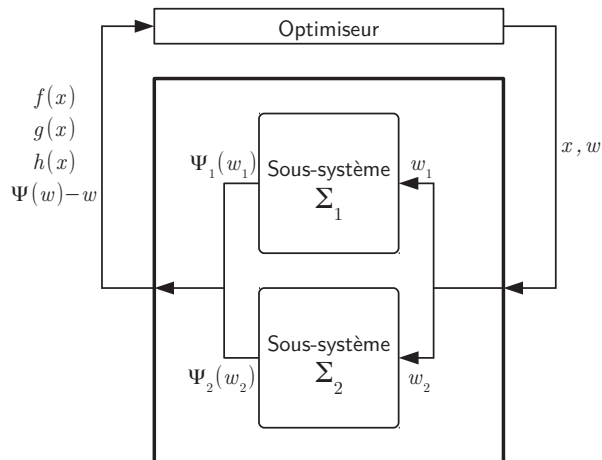 Optimiseur
f(x)
g(x)
h(x)
Ψ(w)−w
x, w
Ψ₁(w₁)
Sous-système
Σ₁
w₁
Sous-système
Σ₂
Ψ₂(w₂)
w₂